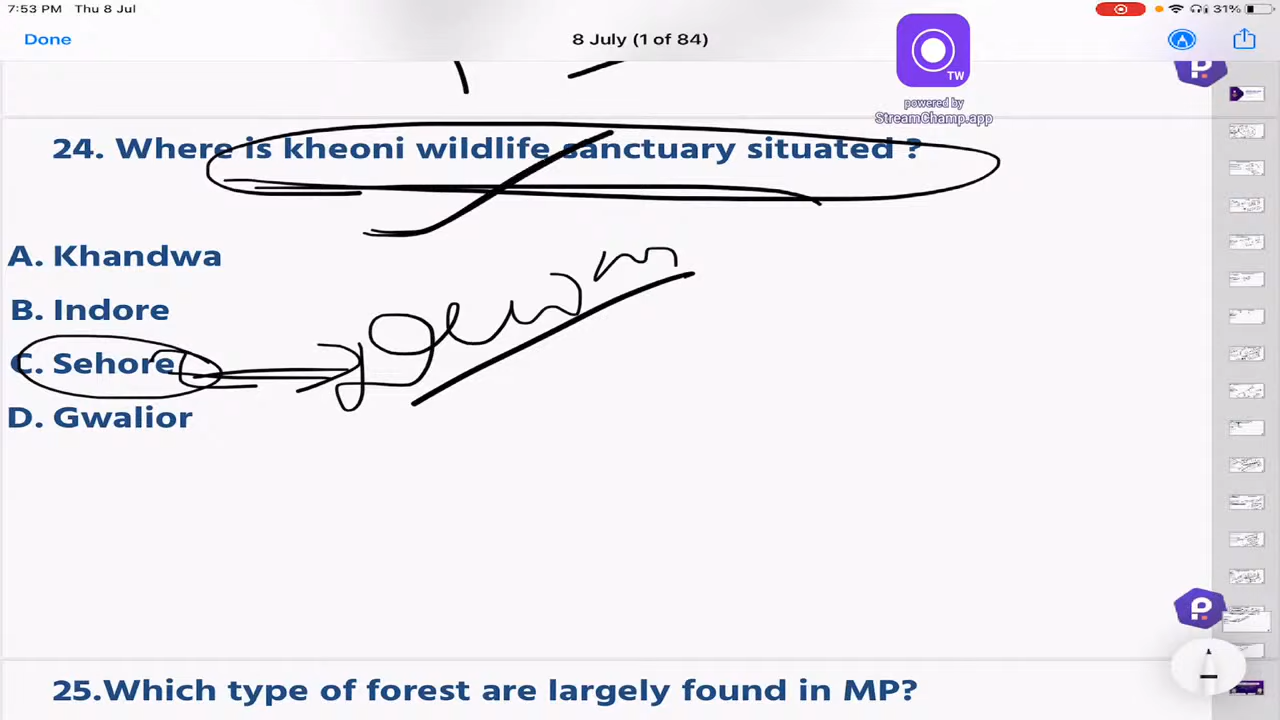 7:53 PM Thu 8 Jul
31%
Done
8 July (1 of 84)
TW
powered by
StreamChamp.app
24. Where is kheoni wildlife sanctuary situated ?
A. Khandwa
B. Indore
C. Sehore
D. Gwalior
25.Which type of forest are largely found in MP?